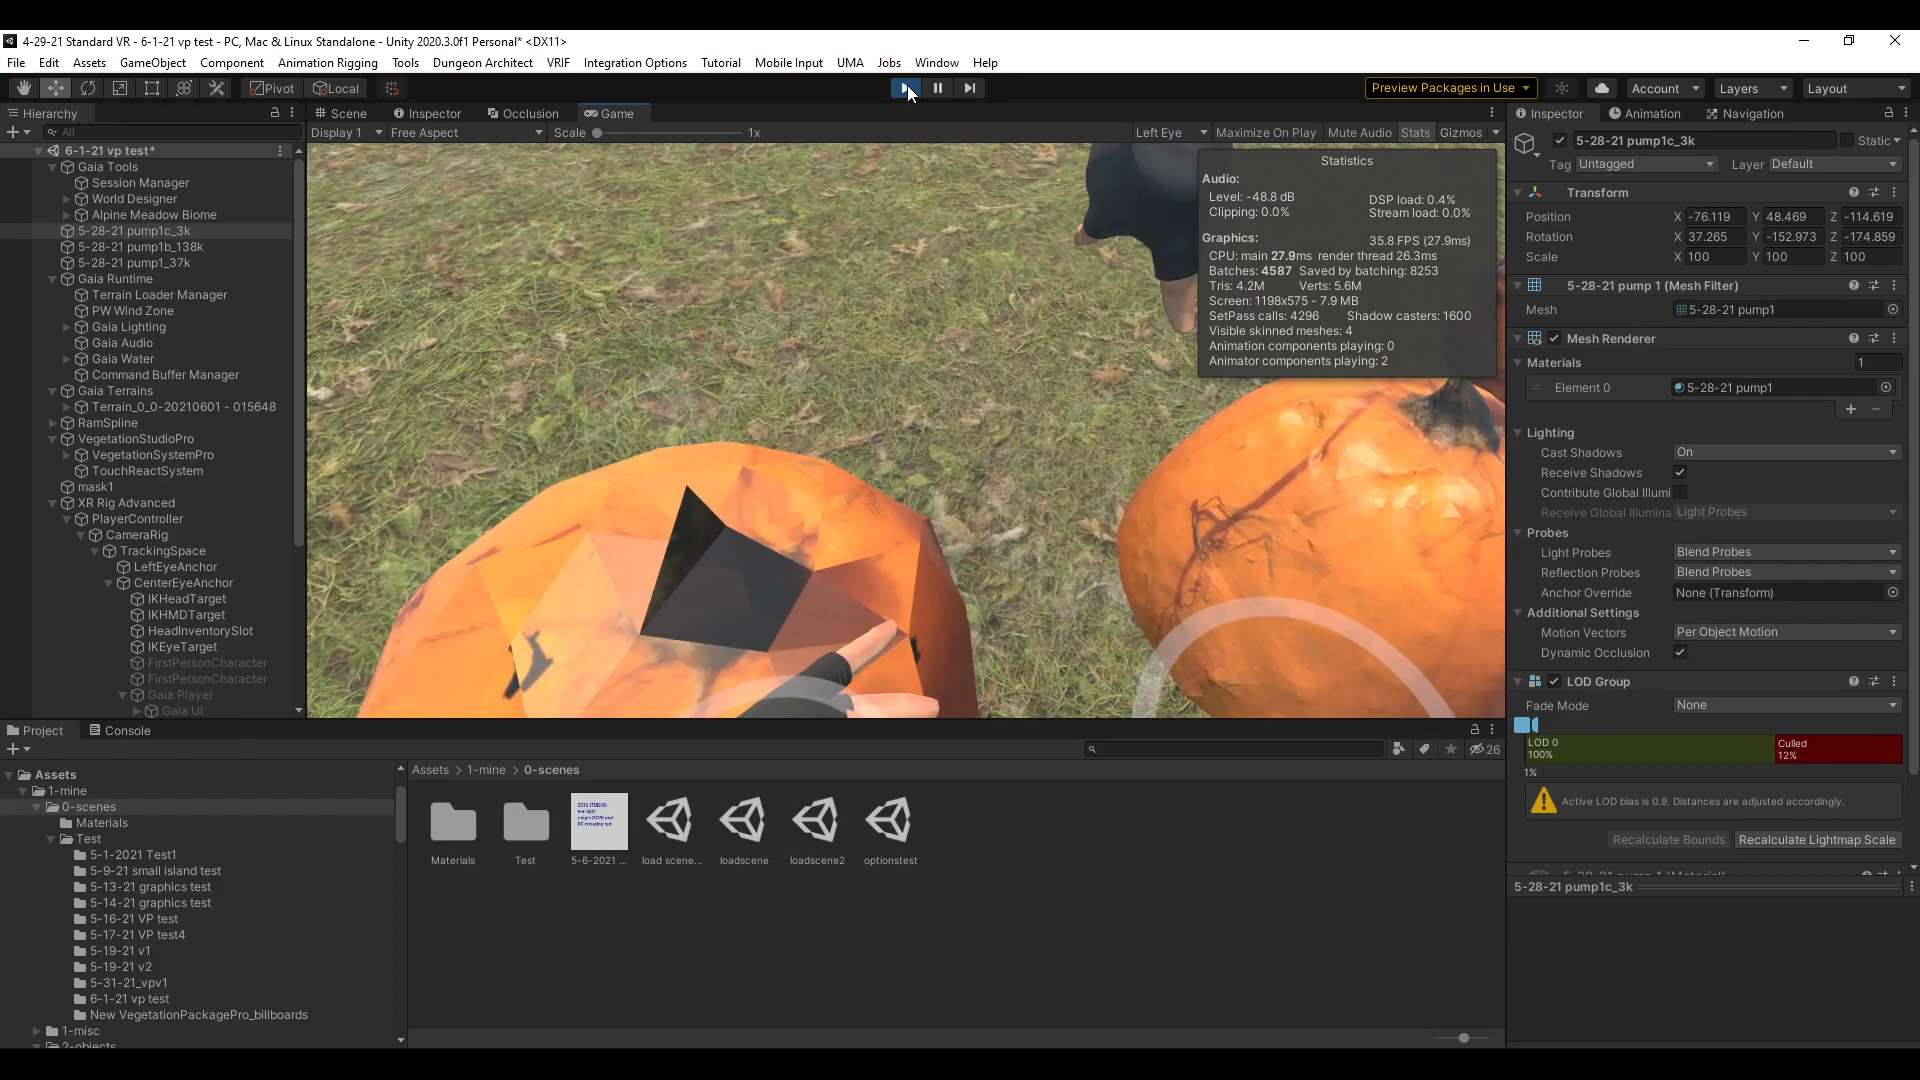 4-29-21 Standard VR - 6-1-21 vp test - PC, Mac & Linux Standalone - Unity 2020.3.0f1 Personal* <DX11>
File Edit Assets GameObject Component Animation Rigging Tools Dungeon Architect VRIF Integration Options Tutorial Mobile Input UMA Jobs Window Help
Pivot Local Preview Packages in Use Account Layers Layout
Hierarchy
All
6-1-21 vp test*
Gaia Tools
Session Manager
World Designer
Alpine Meadow Biome
5-28-21 pump1c_3k
5-28-21 pump1b_138k
5-28-21 pump1_37k
Gaia Runtime
Terrain Loader Manager
PW Wind Zone
Gaia Lighting
Gaia Audio
Gaia Water
Command Buffer Manager
Gaia Terrains
Terrain_0_0-20210601 - 015648
RamSpline
VegetationStudioPro
VegetationSystemPro
TouchReactSystem
mask1
XR Rig Advanced
PlayerController
CameraRig
TrackingSpace
LeftEyeAnchor
CenterEyeAnchor
IKHeadTarget
IKHMDTarget
HeadInventorySlot
IKEyeTarget
FirstPersonCharacter
FirstPersonCharacter
Gaia Player
Gaia UI
Scene Inspector Occlusion Game
Display 1 Free Aspect Scale 1x Left Eye Maximize On Play Mute Audio Stats Gizmos
Statistics
Audio:
Level: -48.8 dB DSP load: 0.4%
Clipping: 0.0% Stream load: 0.0%
Graphics: 35.8 FPS (27.9ms)
CPU: main 27.9ms render thread 26.3ms
Batches: 4587 Saved by batching: 8253
Tris: 4.2M Verts: 5.6M
Screen: 1198x575 - 7.9 MB
SetPass calls: 4296 Shadow casters: 1600
Visible skinned meshes: 4
Animation components playing: 0
Animator components playing: 2
Inspector Animation Navigation
5-28-21 pump1c_3k Static
Tag Untagged Layer Default
Transform
Position X -76.119 Y 48.469 Z -114.619
Rotation X 37.265 Y -152.973 Z -174.859
Scale X 100 Y 100 Z 100
5-28-21 pump 1 (Mesh Filter)
Mesh 5-28-21 pump1
Mesh Renderer
Materials 1
Element 0 5-28-21 pump1
Lighting
Cast Shadows On
Receive Shadows
Contribute Global Illumi
Receive Global Illumina Light Probes
Probes
Light Probes Blend Probes
Reflection Probes Blend Probes
Anchor Override None (Transform)
Additional Settings
Motion Vectors Per Object Motion
Dynamic Occlusion
LOD Group
Fade Mode None
LOD 0 Culled
100% 12%
1%
Active LOD bias is 0.9. Distances are adjusted accordingly.
Recalculate Bounds Recalculate Lightmap Scale
5-28-21 pump1c_3k
Project Console
26
Assets
1-mine
0-scenes
Materials
Test
5-1-2021 Test1
5-9-21 small island test
5-13-21 graphics test
5-14-21 graphics test
5-16-21 VP test
5-17-21 VP test4
5-19-21 v1
5-19-21 v2
5-31-21_vpv1
6-1-21 vp test
New VegetationPackagePro_billboards
1-misc
2-objects
Assets > 1-mine > 0-scenes
Materials Test 5-6-2021 ... load scene... loadscene loadscene2 optionstest